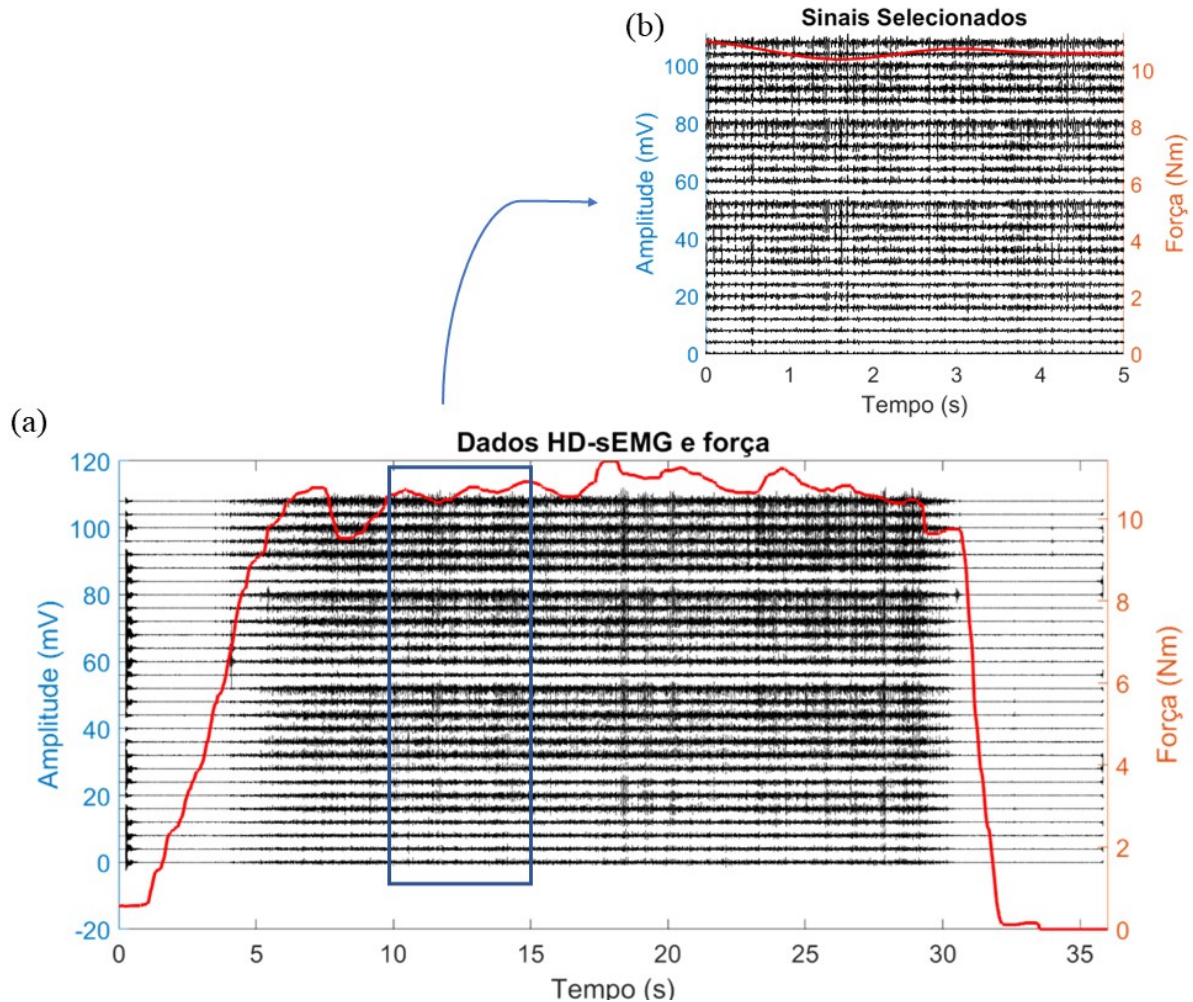 (b)
Sinais Selecionados
Amplitude (mV)
100
80
60
40
20
0
Força (Nm)
10
8
6
4
2
0
0 1 2 3 4 5
Tempo (s)
(a)
Dados HD-sEMG e força
Amplitude (mV)
120
100
80
60
40
20
0
-20
Força (Nm)
10
8
6
4
2
0
0 5 10 15 20 25 30 35
Tempo (s)